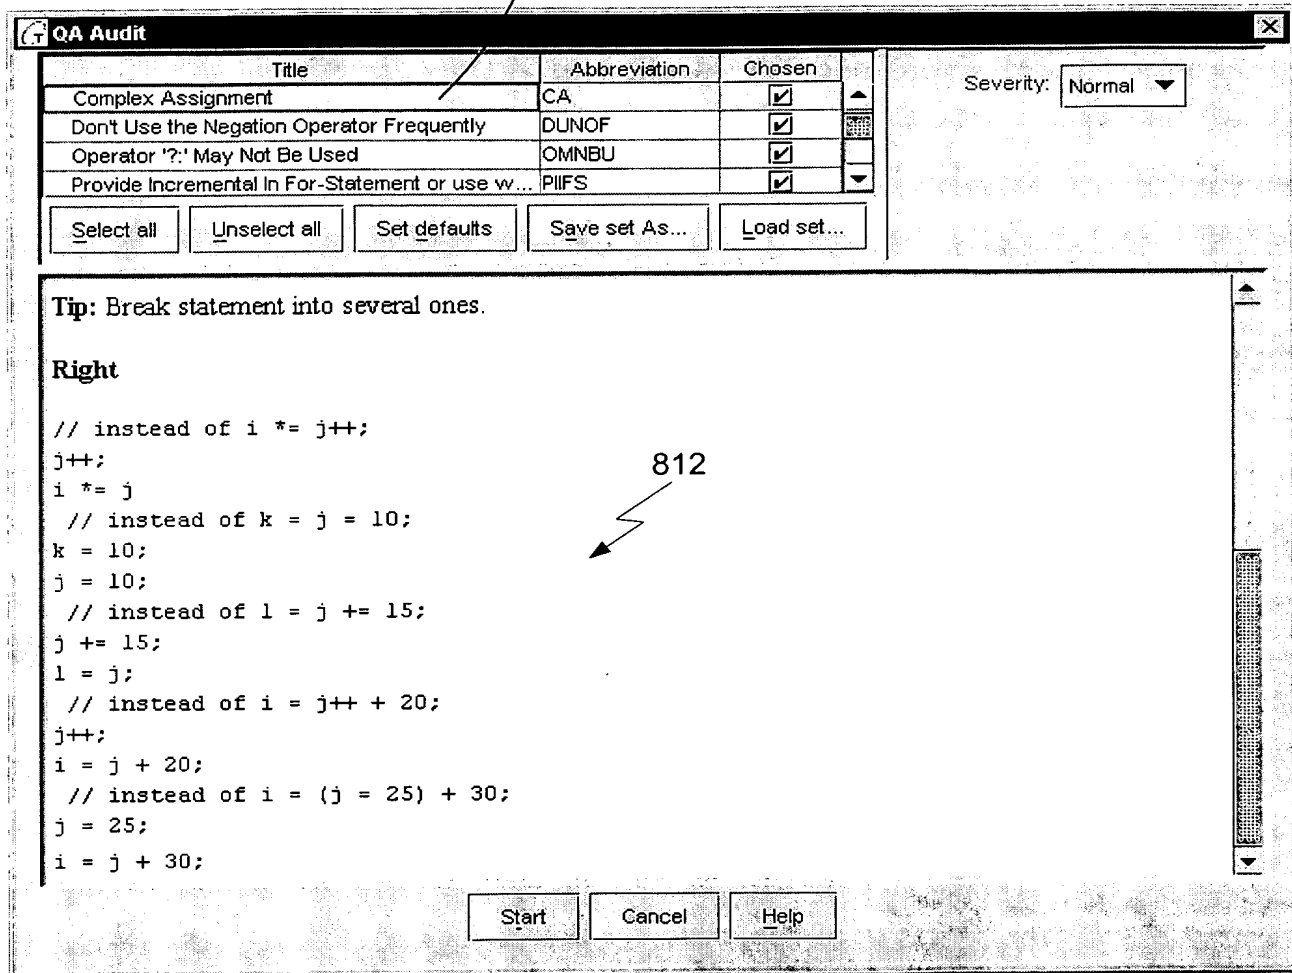 QA Audit
Title Abbreviation Chosen
Complex Assignment CA
Don't Use the Negation Operator Frequently DUNOF
Operator '?:' May Not Be Used OMNBU
Provide Incremental In For-Statement or use w... PIIFS
Severity: Normal
Select all Unselect all Set defaults Save set As... Load set...
Tip: Break statement into several ones.
Right
// instead of i *= j++;
j++;
i *= j
812
// instead of k = j = 10;
k = 10;
j = 10;
// instead of l = j += 15;
j += 15;
l = j;
// instead of i = j++ + 20;
j++;
i = j + 20;
// instead of i = (j = 25) + 30;
j = 25;
i = j + 30;
Start Cancel Help